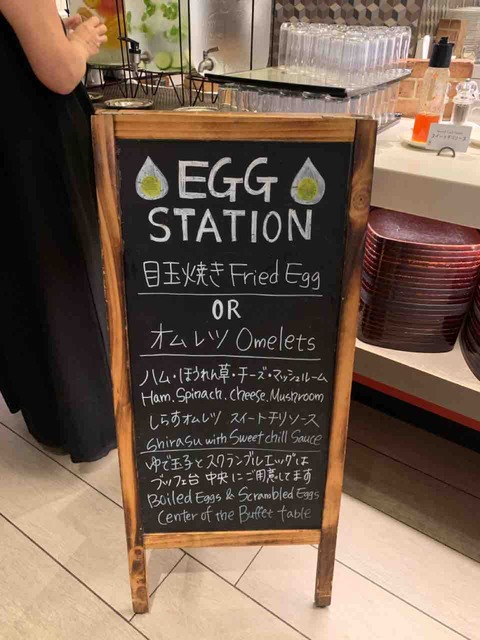 EGG
STATION
目玉焼き Fried Egg
OR
オムレツ Omelets
ハム・ほうれん草・チーズ・マッシュルーム
Ham, Spinach, cheese, Mushroom
しらすオムレツ スイートチリソース
shirasu with Sweet chill Sauce
ゆで玉子とスクランブルエッグは
ブッフェ台 中央にご用意してます
Boiled Eggs & Scrambled Eggs
Center of the Buffet table